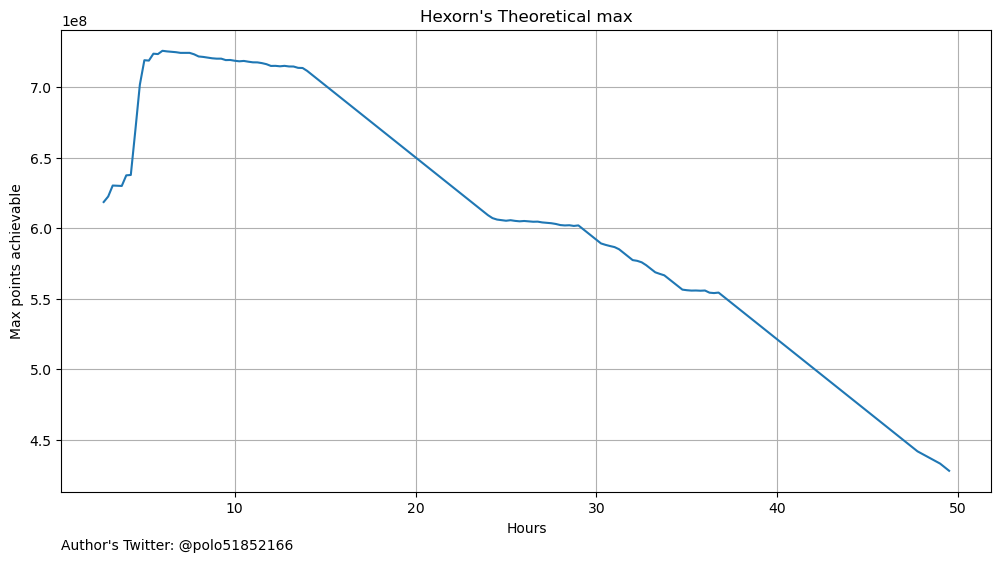 Hexorn's Theoretical max
1e8
7.0
6.5
6.0
5.5
5.0
4.5
Max points achievable
10 20 30 40 50
Hours
Author's Twitter: @polo51852166